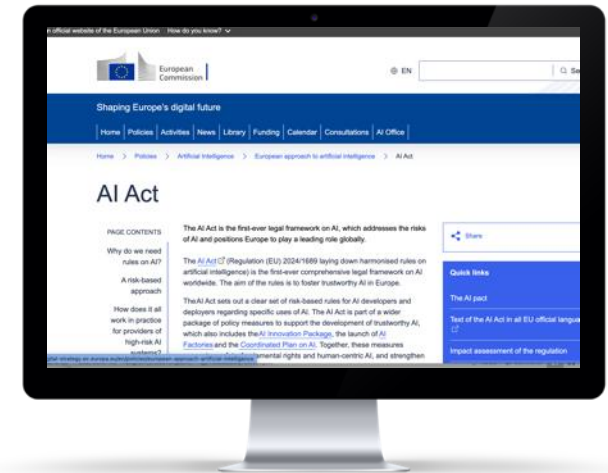 n official website of the European Union How do you know?
European
Commission
EN
Se
Shaping Europe's digital future
Home Policies Activities News Library Funding Calendar Consultations AI Office
Home > Policies > Artificial Intelligence > European approach to artificial intelligence > AI Act
AI Act
PAGE CONTENTS
Why do we need
rules on AI?
A risk-based
approach
How does it all
work in practice
for providers of
high-risk AI
systems?
The AI Act is the first-ever legal framework on AI, which addresses the risks
of AI and positions Europe to play a leading role globally.
The AI Act (Regulation (EU) 2024/1689 laying down harmonised rules on
artificial intelligence) is the first-ever comprehensive legal framework on AI
worldwide. The aim of the rules is to foster trustworthy AI in Europe.
The AI Act sets out a clear set of risk-based rules for AI developers and
deployers regarding specific uses of AI. The AI Act is part of a wider
package of policy measures to support the development of trustworthy AI,
which also includes the AI Innovation Package, the launch of AI
Factories and the Coordinated Plan on AI. Together, these measures
fundamental rights and human-centric AI, and strengthen
Share
Quick links
The AI pact
Text of the AI Act in all EU official langua
Impact assessment of the regulation